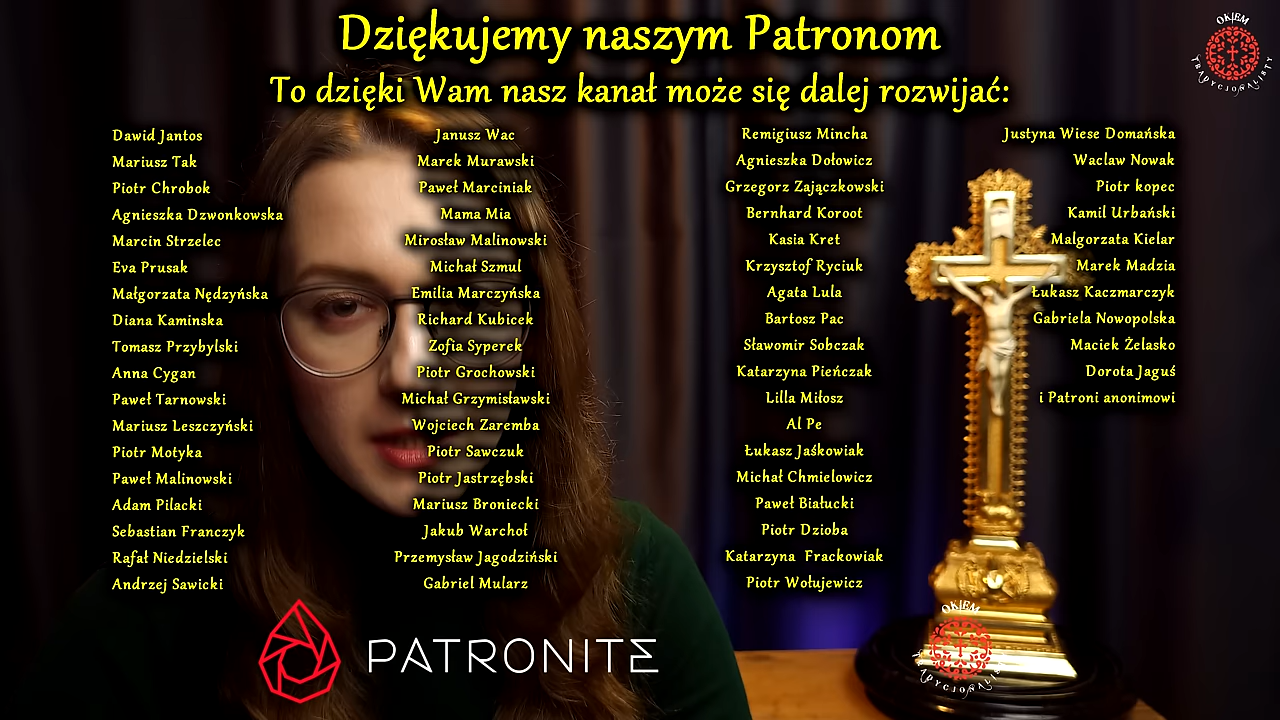 Dziękujemy naszym Patronom
To dzięki Wam nasz kanał może się dalej rozwijać:
OKIEM
TRADYCJONALISTY
Dawid Jantos
Mariusz Tak
Piotr Chrobok
Agnieszka Dzwonkowska
Marcin Strzelec
Eva Prusak
Małgorzata Nędzyńska
Diana Kaminska
Tomasz Przybylski
Anna Cygan
Paweł Tarnowski
Mariusz Leszczyński
Piotr Motyka
Paweł Malinowski
Adam Pilacki
Sebastian Franczyk
Rafał Niedzielski
Andrzej Sawicki
Janusz Wac
Marek Murawski
Paweł Marciniak
Mama Mia
Mirosław Malinowski
Michał Szmul
Emilia Marczyńska
Richard Kubicek
Zofia Syperek
Piotr Grochowski
Michał Grzymisławski
Wojciech Zaremba
Piotr Sawczuk
Piotr Jastrzębski
Mariusz Broniecki
Jakub Warchoł
Przemysław Jagodziński
Gabriel Mularz
Remigiusz Mincha
Agnieszka Dołowicz
Grzegorz Zajączkowski
Bernhard Koroot
Kasia Kret
Krzysztof Ryciuk
Agata Lula
Bartosz Pac
Sławomir Sobczak
Katarzyna Pieńczak
Lilla Miłosz
Al Pe
Łukasz Jaśkowiak
Michał Chmielowicz
Paweł Białucki
Piotr Dzioba
Katarzyna  Frackowiak
Piotr Wołujewicz
Justyna Wiese Domańska
Waclaw Nowak
Piotr kopec
Kamil Urbański
Malgorzata Kielar
Marek Madzia
Łukasz Kaczmarczyk
Gabriela Nowopolska
Maciek Żelasko
Dorota Jaguś
i Patroni anonimowi
PATRONITE
OKIEM
TRADYCJONALISTY